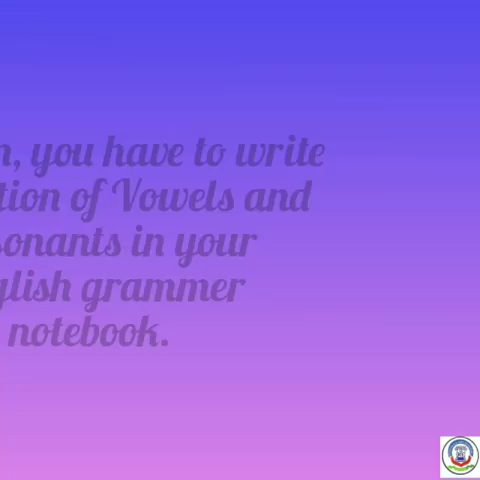 , you have to write
of Vowels and
in your
grammer
notebook.